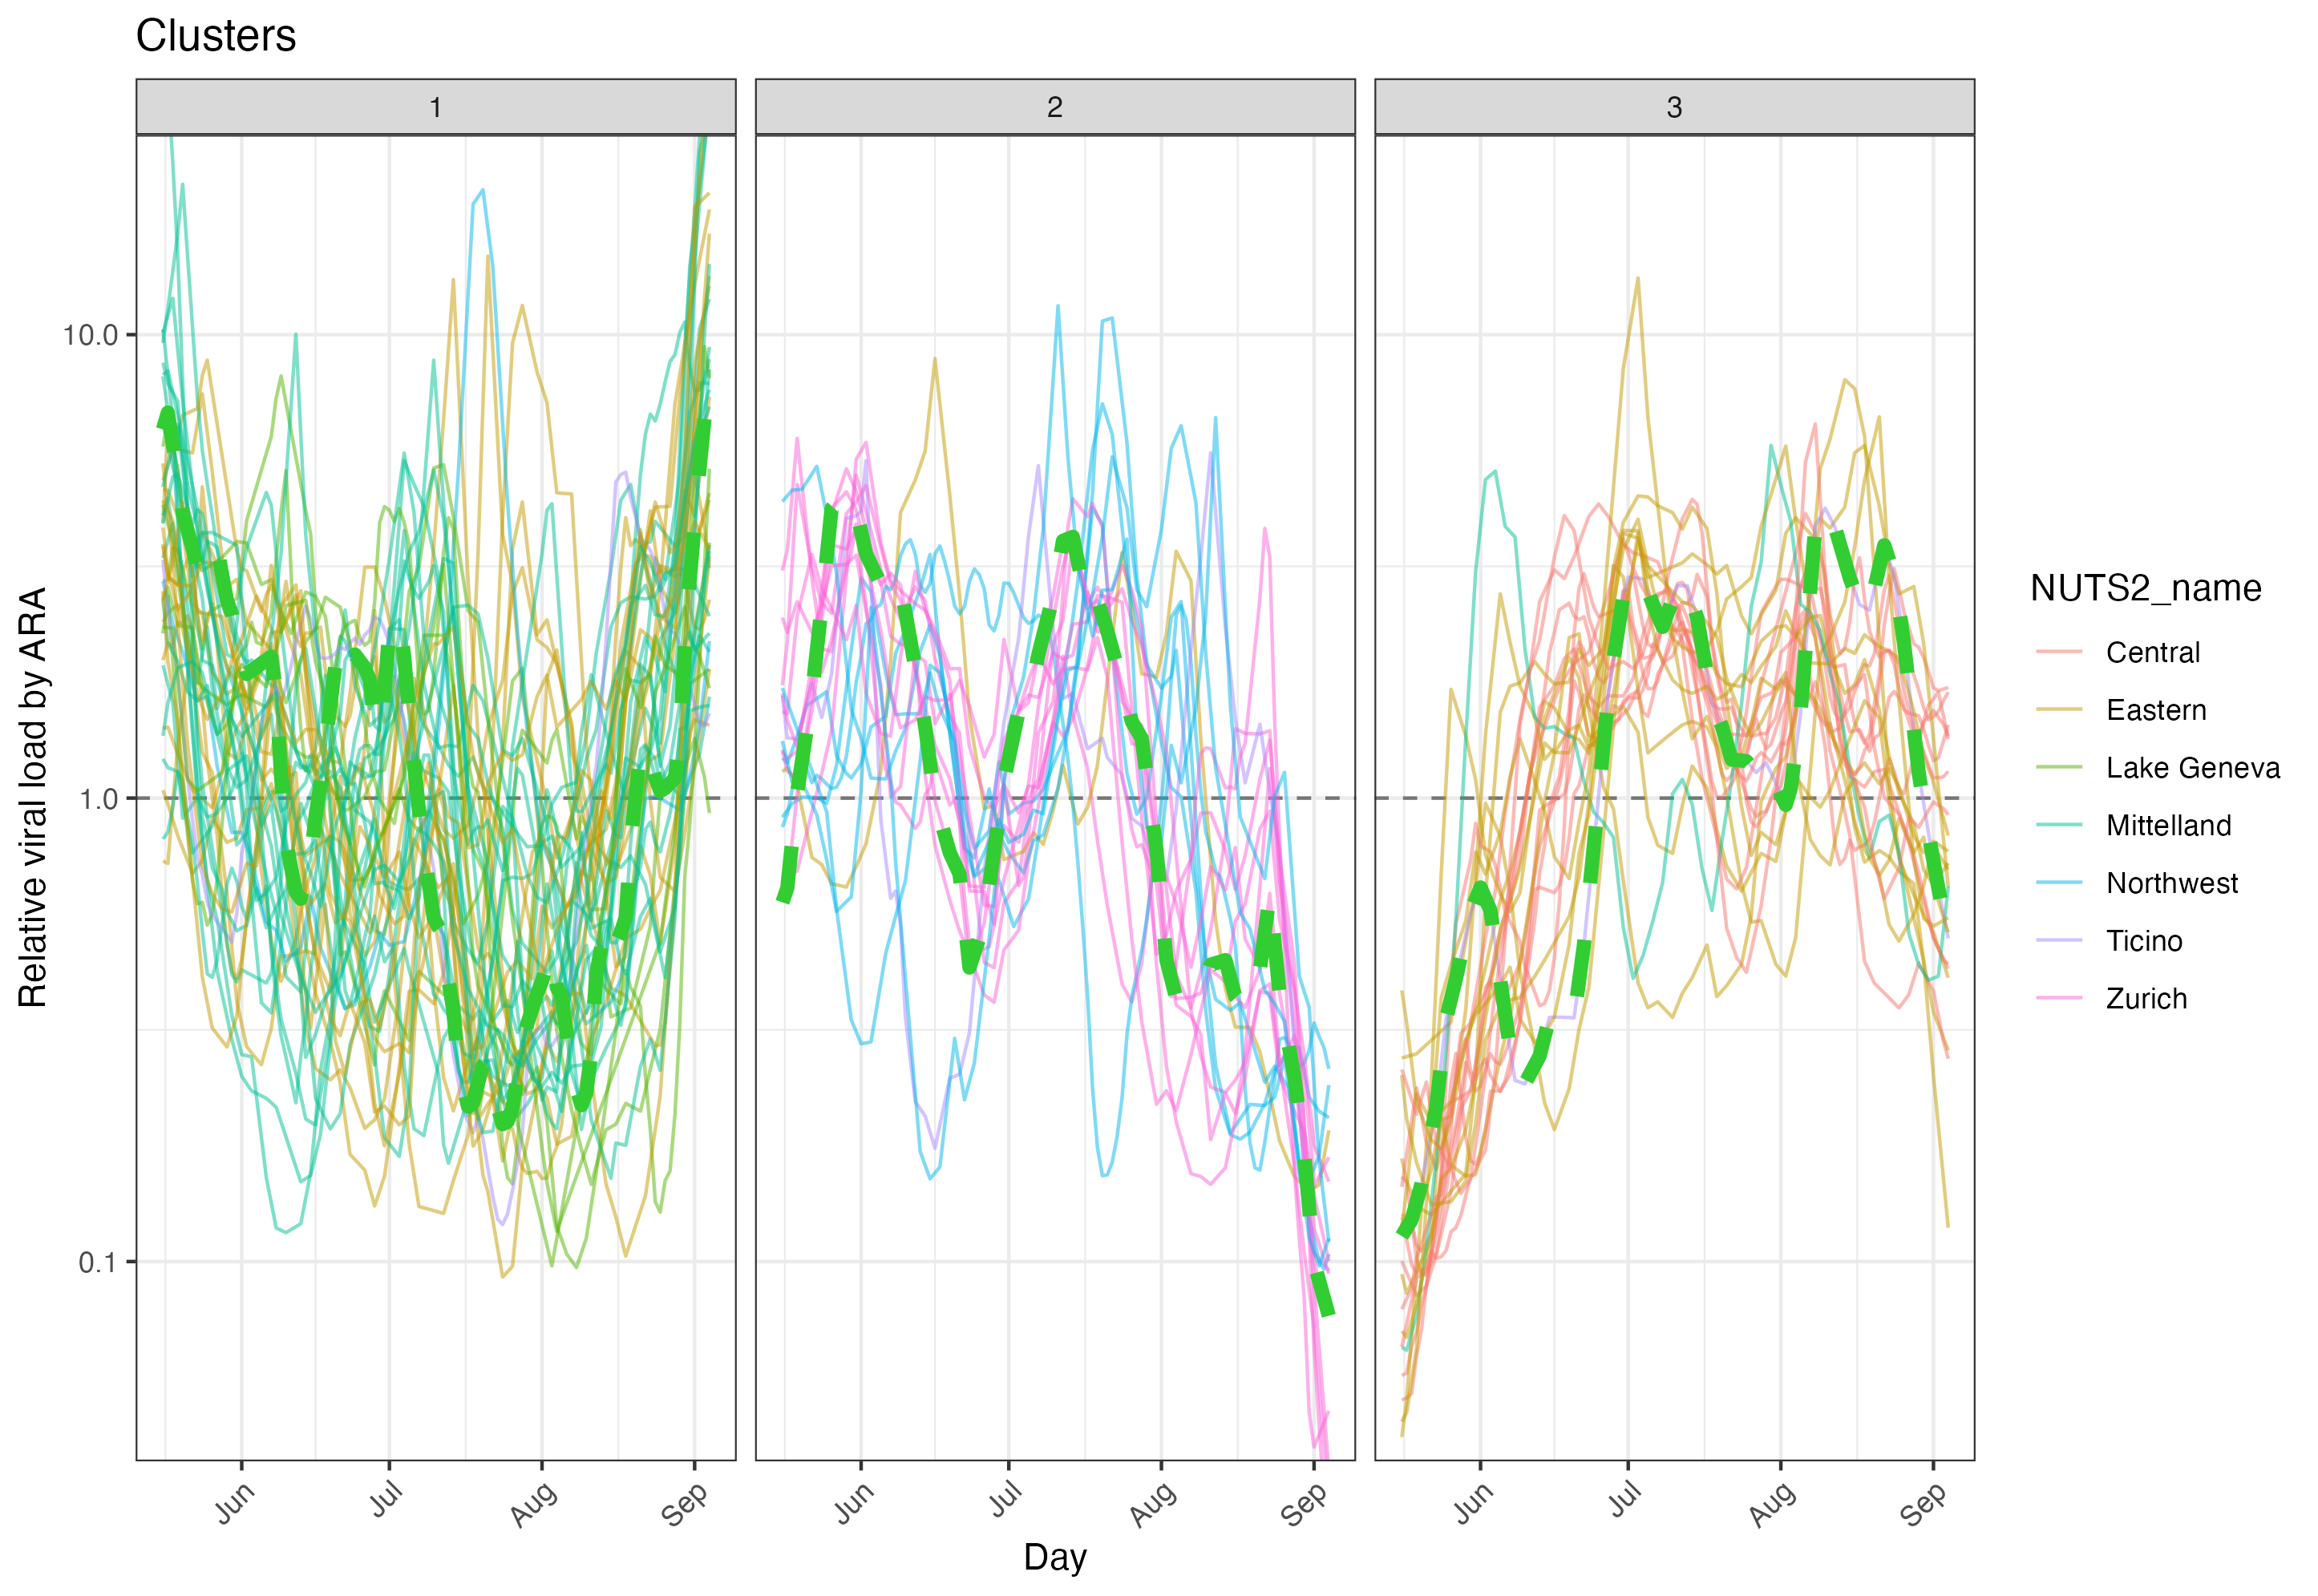 Clusters
1
2
3
Relative viral load by ARA
10.0
1.0
0.1
Jun
Jul
Aug
Sep
Jun
Jul
Aug
Sep
Jun
Jul
Aug
Sep
Day
NUTS2_name
Central
Eastern
Lake Geneva
Mittelland
Northwest
Ticino
Zurich